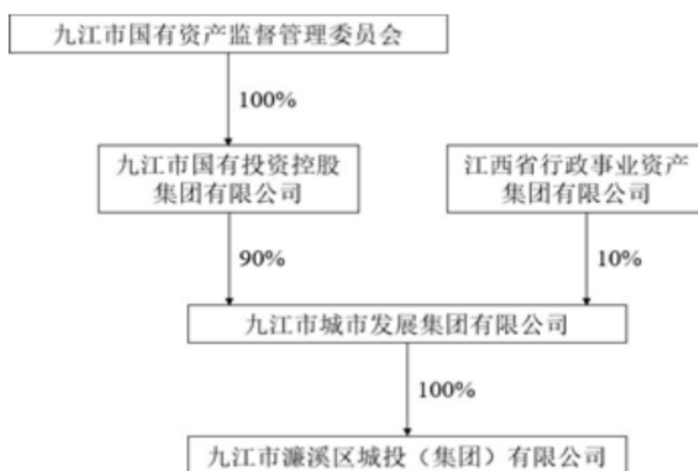 九江市国有资产监督管理委员会
100%
九江市国有投资控股
集团有限公司
江西省行政事业资产
集团有限公司
90%
10%
九江市城市发展集团有限公司
100%
九江市濂溪区城投（集团）有限公司